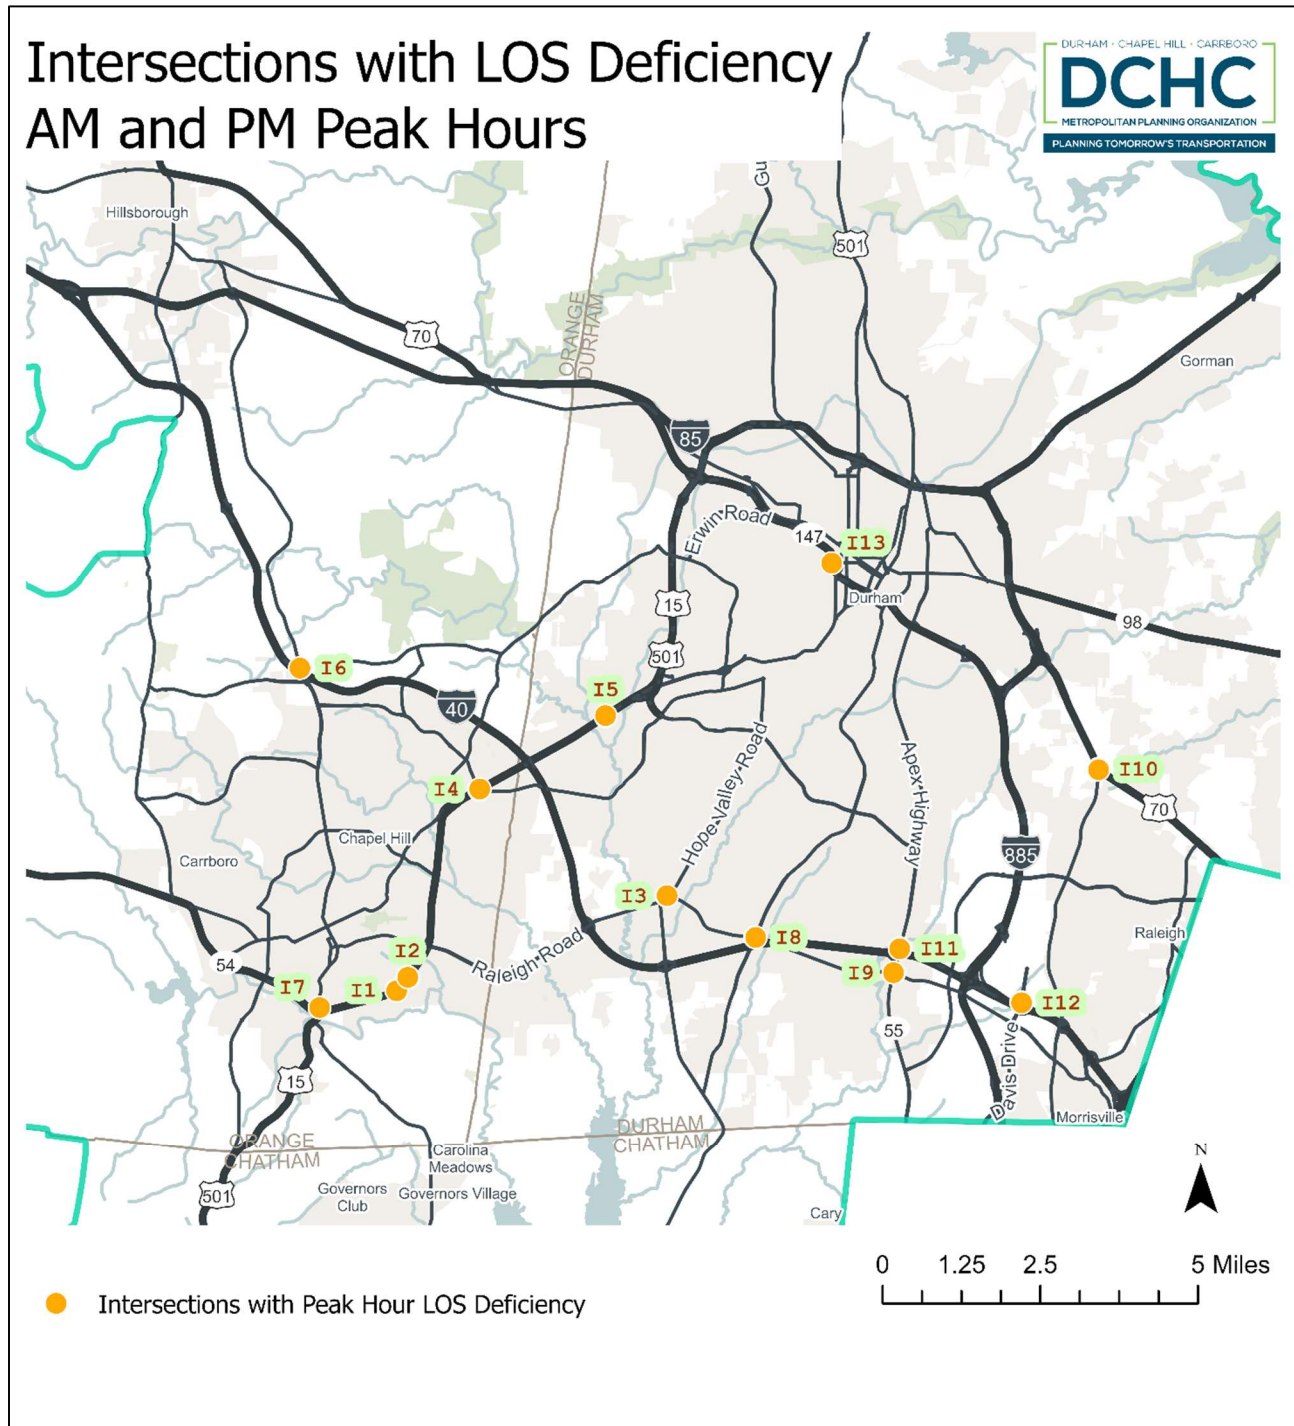 Intersections with LOS Deficiency
AM and PM Peak Hours
DURHAM · CHAPEL HILL · CARRBORO
DCHC
METROPOLITAN PLANNING ORGANIZATION
PLANNING TOMORROW'S TRANSPORTATION
Gu
Hillsborough
501
70
ORANGE
DURHAM
Gorman
85
Erwin Road
147
I13
Durham
15
98
501
I6
40
I5
I4
Hope Valley Road
Apex Highway
I10
70
Chapel Hill
Carrboro
885
I3
I2
Raleigh Road
I8
I11
Raleigh
54
I7
I1
I9
I12
55
Davis Drive
15
Morrisville
ORANGE
CHATHAM
DURHAM
CHATHAM
Carolina
Meadows
Governors
Club
Governors Village
501
Cary
N
0 1.25 2.5 5 Miles
Intersections with Peak Hour LOS Deficiency